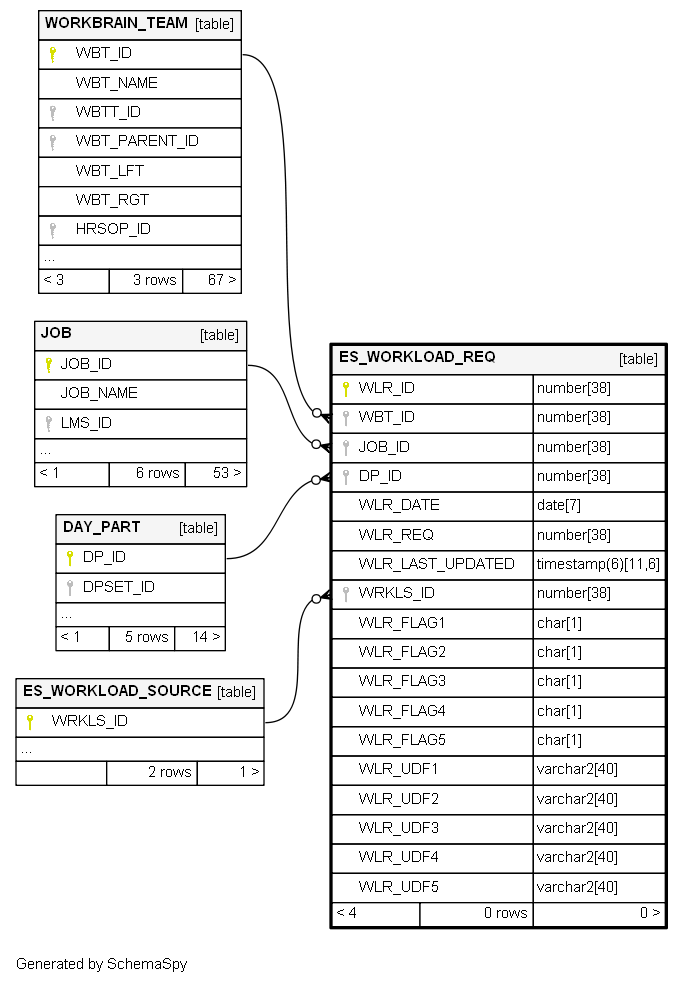 WORKBRAIN_TEAM [table]
WBT_ID
WBT_NAME
WBTT_ID
WBT_PARENT_ID
WBT_LFT
WBT_RGT
HRSOP_ID
...
< 3 3 rows 67 >
JOB [table]
JOB_ID
JOB_NAME
LMS_ID
...
< 1 6 rows 53 >
DAY_PART [table]
DP_ID
DPSET_ID
...
< 1 5 rows 14 >
ES_WORKLOAD_SOURCE [table]
WRKLS_ID
...
2 rows 1 >
ES_WORKLOAD_REQ [table]
WLR_ID number[38]
WBT_ID number[38]
JOB_ID number[38]
DP_ID number[38]
WLR_DATE date[7]
WLR_REQ number[38]
WLR_LAST_UPDATED timestamp(6)[11,6]
WRKLS_ID number[38]
WLR_FLAG1 char[1]
WLR_FLAG2 char[1]
WLR_FLAG3 char[1]
WLR_FLAG4 char[1]
WLR_FLAG5 char[1]
WLR_UDF1 varchar2[40]
WLR_UDF2 varchar2[40]
WLR_UDF3 varchar2[40]
WLR_UDF4 varchar2[40]
WLR_UDF5 varchar2[40]
< 4 0 rows 0 >
Generated by SchemaSpy